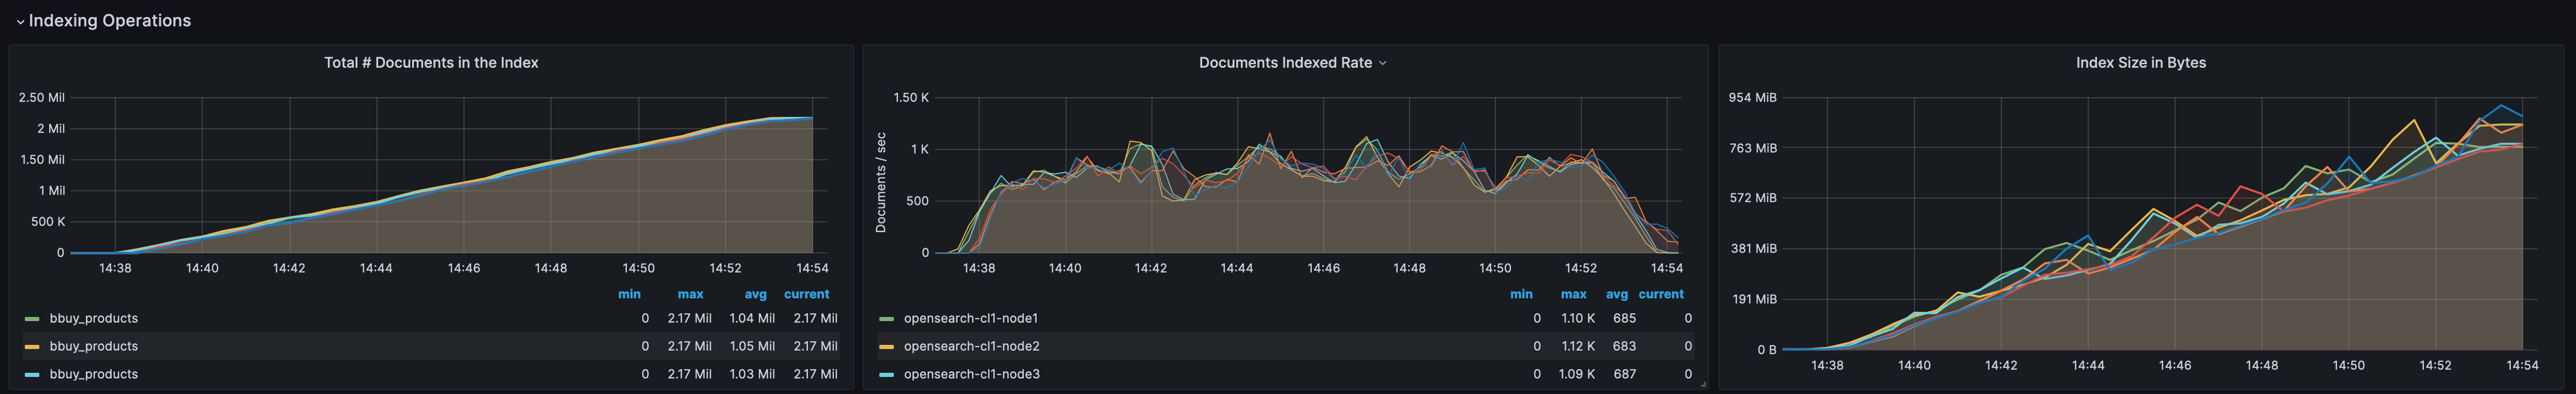 Indexing Operations
Total # Documents in the Index
2.50 Mil
2 Mil
1.50 Mil
1 Mil
500 K
0
14:38 14:40 14:42 14:44 14:46 14:48 14:50 14:52 14:54
min max avg current
bbuy_products 0 2.17 Mil 1.04 Mil 2.17 Mil
bbuy_products 0 2.17 Mil 1.05 Mil 2.17 Mil
bbuy_products 0 2.17 Mil 1.03 Mil 2.17 Mil
Documents Indexed Rate
Documents / sec
1.50 K
1 K
500
0
14:38 14:40 14:42 14:44 14:46 14:48 14:50 14:52 14:54
min max avg current
opensearch-cl1-node1 0 1.10 K 685 0
opensearch-cl1-node2 0 1.12 K 683 0
opensearch-cl1-node3 0 1.09 K 687 0
Index Size in Bytes
954 MiB
763 MiB
572 MiB
381 MiB
191 MiB
0 B
14:38 14:40 14:42 14:44 14:46 14:48 14:50 14:52 14:54